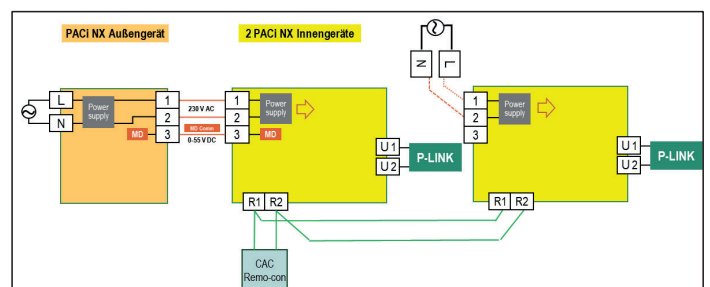 PACi NX Außengerät
2 PACi NX Innengeräte
N
L
L
N
Power
supply
MD
1
2
3
230 V AC
MD Comm
0-55 V DC
1
2
3
Power
supply
MD
U1
U2
P-LINK
R1 R2
1
2
3
Power
supply
U1
U2
P-LINK
R1 R2
CAC
Remo-con